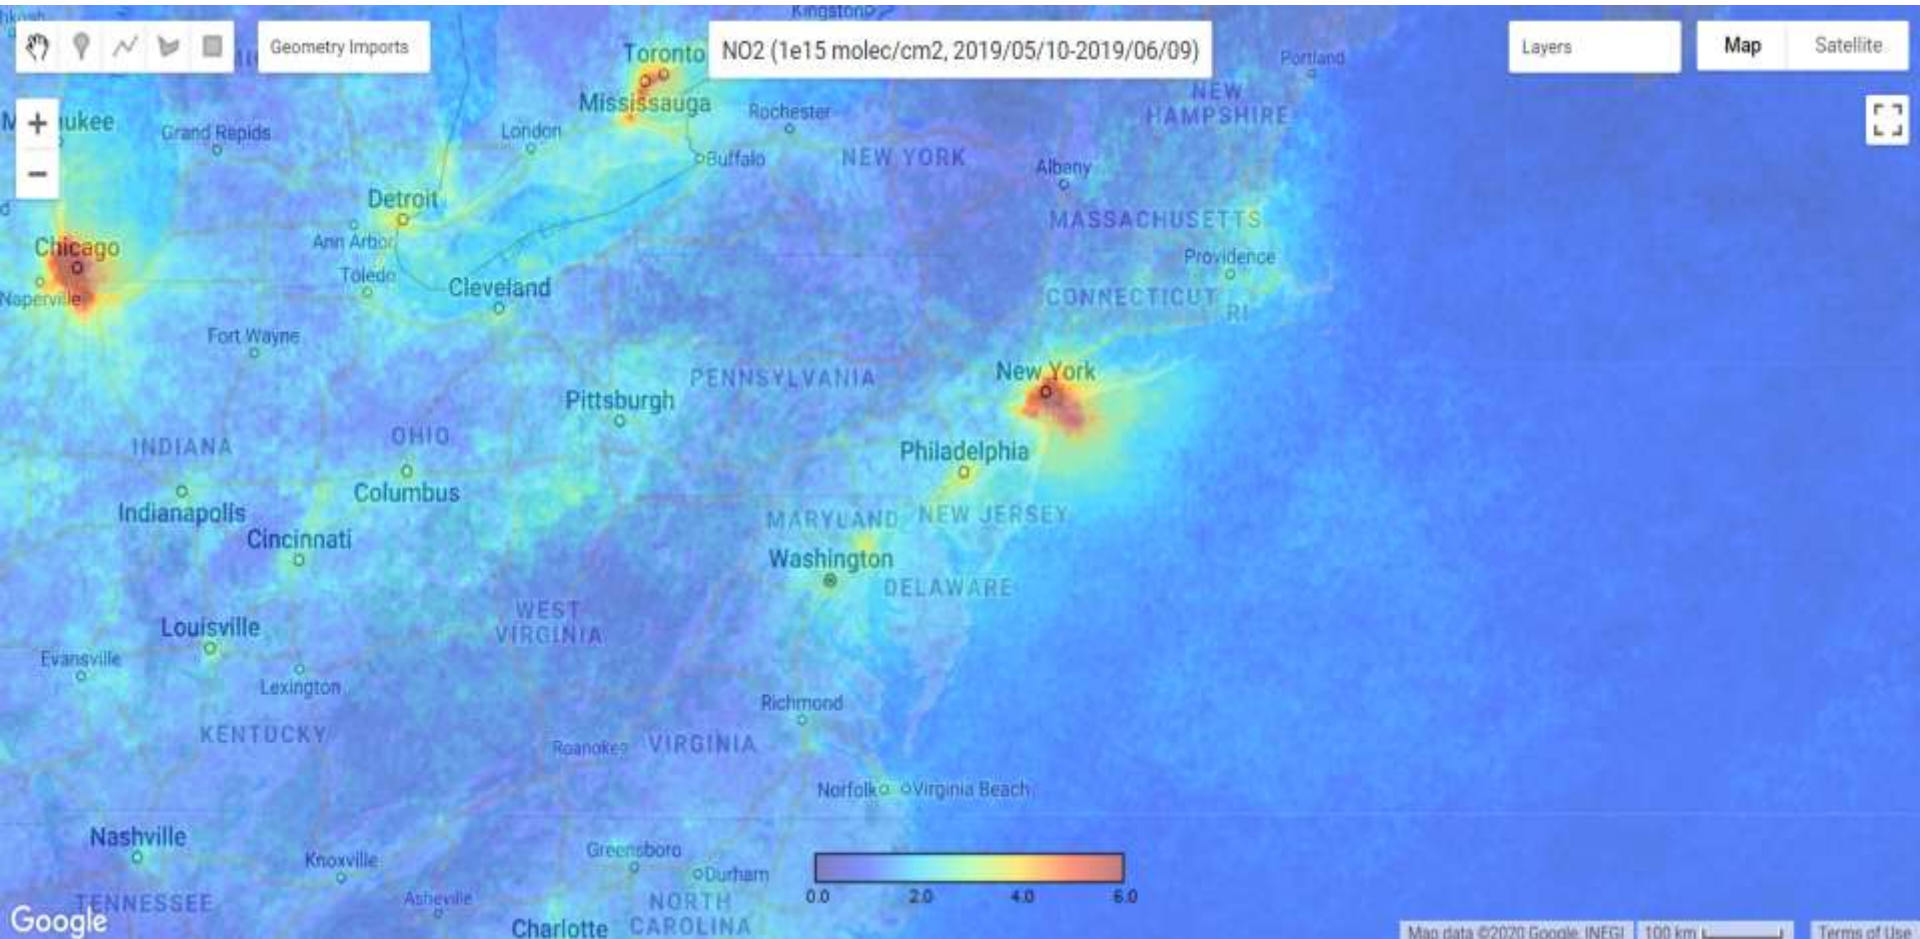 Kingston
Geometry Imports
Toronto
NO2 (1e15 molec/cm2, 2019/05/10-2019/06/09)
Layers
Map
Satellite
Portland
NEW
HAMPSHIRE
Mississauga
Rochester
+
Grand Rapids
London
Buffalo
NEW YORK
Albany
−
Detroit
MASSACHUSETTS
Ann Arbor
Chicago
Providence
Toledo
Cleveland
Naperville
CONNECTICUT
RI
Fort Wayne
New York
PENNSYLVANIA
Pittsburgh
OHIO
INDIANA
Philadelphia
Columbus
Indianapolis
MARYLAND
NEW JERSEY
Cincinnati
Washington
DELAWARE
WEST
VIRGINIA
Louisville
Evansville
Lexington
Richmond
KENTUCKY
Roanoke
VIRGINIA
Norfolk
Virginia Beach
Nashville
Knoxville
Greensboro
Durham
0.0 2.0 4.0 6.0
TENNESSEE
Asheville
NORTH
CAROLINA
Google
Charlotte
Map data ©2020 Google, INEGI
100 km
Terms of Use